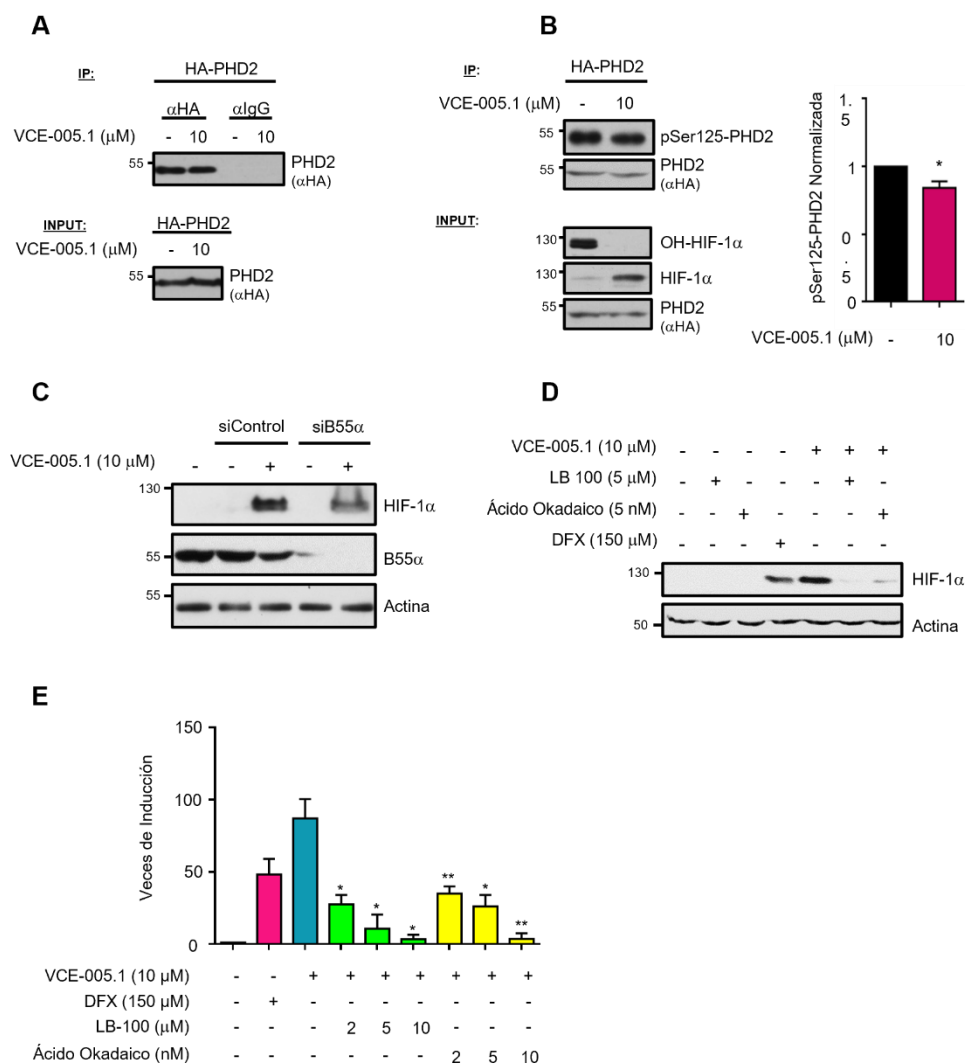 A
IP:
HA-PHD2
αHA αIgG
VCE-005.1 (μM) - 10 - 10
55
PHD2
(αHA)
INPUT:
HA-PHD2
VCE-005.1 (μM) - 10
55
PHD2
(αHA)
B
IP:
HA-PHD2
VCE-005.1 (μM) - 10
55
pSer125-PHD2
55
PHD2
(αHA)
INPUT:
130
OH-HIF-1α
130
HIF-1α
55
PHD2
(αHA)
pSer125-PHD2 Normalizada
1.
5
1
0
.
5
0
*
VCE-005.1 (μM) - 10
C
siControl siB55α
VCE-005.1 (10 μM) - - + - +
130
HIF-1α
55
B55α
55
Actina
D
VCE-005.1 (10 μM) - - - - + + +
LB 100 (5 μM) - + - - - + -
Ácido Okadaico (5 nM) - - + - - - +
DFX (150 μM) - - - + - - -
130
HIF-1α
50
Actina
E
Veces de Inducción
150
100
50
0
* * * ** * **
VCE-005.1 (10 μM) - - + + + + + + +
DFX (150 μM) - + - - - - - - -
LB-100 (μM) - - - 2 5 10 - - -
Ácido Okadaico (nM) - - - - - - 2 5 10